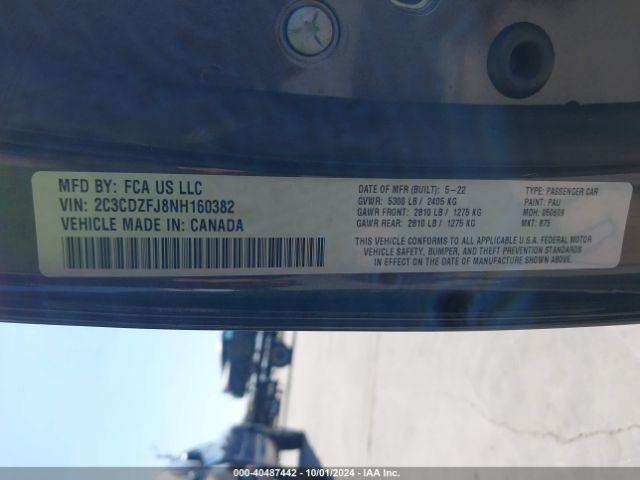 MFD BY: FCA US LLC
VIN: 2C3CDZFJ8NH160382
VEHICLE MADE IN: CANADA
DATE OF MFR (BUILT): 5-22
GVWR: 5300 LB / 2405 KG
GAWR FRONT: 2810 LB / 1275 KG
GAWR REAR: 2810 LB / 1275 KG
TYPE: PASSENGER CAR
PAINT: PAU
MDH: 050609
MKT: 875
THIS VEHICLE CONFORMS TO ALL APPLICABLE U.S.A. FEDERAL MOTOR
VEHICLE SAFETY, BUMPER, AND THEFT PREVENTION STANDARDS
IN EFFECT ON THE DATE OF MANUFACTURE SHOWN ABOVE.
000-40487442 - 10/01/2024 - IAA Inc.